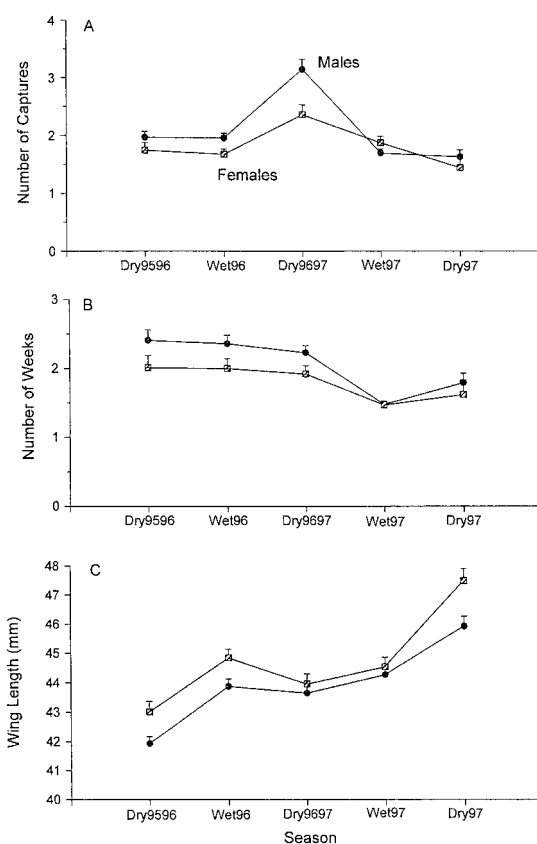 A
4
3
2
1
0
Number of Captures
Males
Females
Dry9596 Wet96 Dry9697 Wet97 Dry97
B
3
2
1
0
Number of Weeks
Dry9596 Wet96 Dry9697 Wet97 Dry97
C
48
47
46
45
44
43
42
41
40
Wing Length (mm)
Dry9596 Wet96 Dry9697 Wet97 Dry97
Season